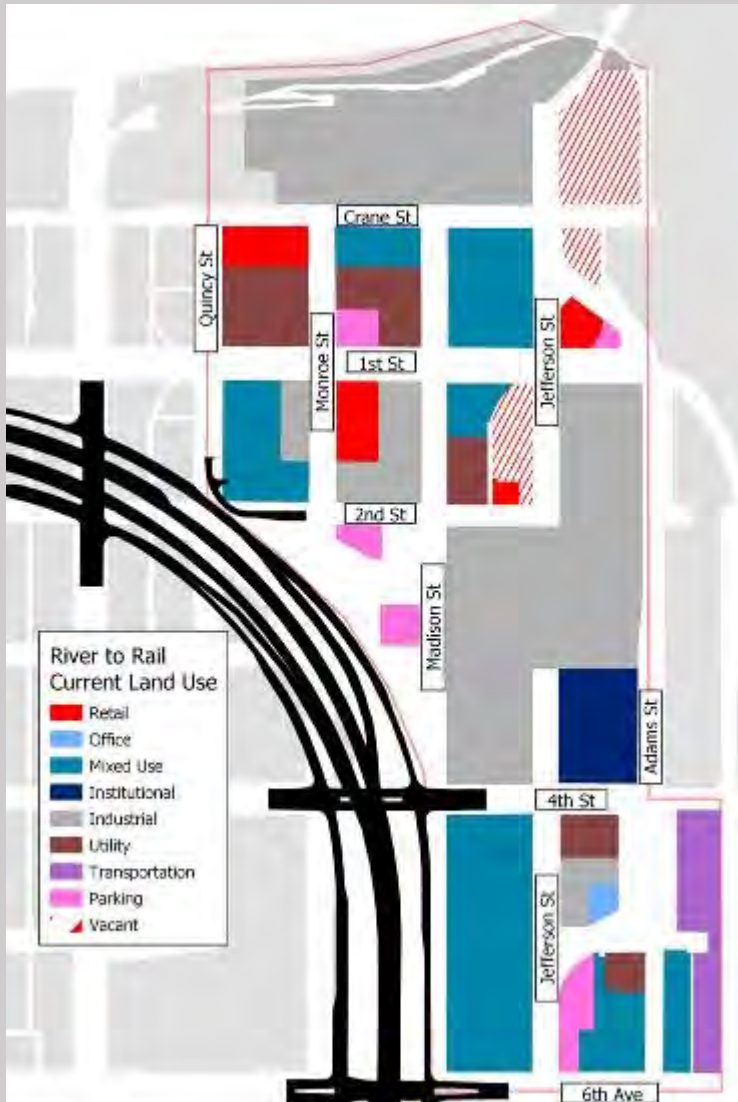 Crane St
Quincy St
Monroe St
1st St
Jefferson St
2nd St
Madison St
River to Rail
Current Land Use
Retail
Office
Mixed Use
Institutional
Industrial
Utility
Transportation
Parking
Vacant
Adams St
4th St
Jefferson St
6th Ave